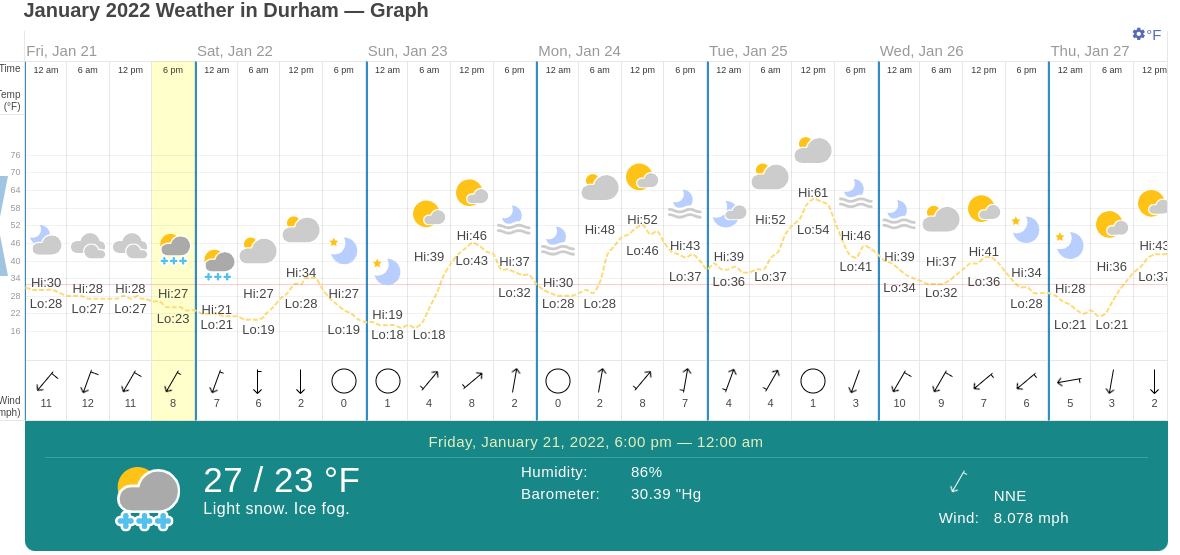 January 2022 Weather in Durham — Graph
°F
Fri, Jan 21 Sat, Jan 22 Sun, Jan 23 Mon, Jan 24 Tue, Jan 25 Wed, Jan 26 Thu, Jan 27
Time 12 am 6 am 12 pm 6 pm 12 am 6 am 12 pm 6 pm 12 am 6 am 12 pm 6 pm 12 am 6 am 12 pm 6 pm 12 am 6 am 12 pm 6 pm 12 am 6 am 12 pm 6 pm 12 am 6 am 12 pm
Temp
(°F)
76
70
64
58
52
46
40
34
28
22
16
Hi:30 Hi:28 Hi:28 Hi:27 Hi:21 Hi:27 Hi:34 Hi:27 Hi:19 Hi:39 Hi:46 Hi:37 Hi:30 Hi:48 Hi:52 Hi:43 Hi:39 Hi:52 Hi:61 Hi:46 Hi:39 Hi:37 Hi:41 Hi:34 Hi:28 Hi:36 Hi:43
Lo:28 Lo:27 Lo:27 Lo:23 Lo:21 Lo:19 Lo:28 Lo:19 Lo:18 Lo:18 Lo:43 Lo:32 Lo:28 Lo:28 Lo:46 Lo:37 Lo:36 Lo:37 Lo:54 Lo:41 Lo:34 Lo:32 Lo:36 Lo:28 Lo:21 Lo:21 Lo:37
Wind
mph)
11 12 11 8 7 6 2 0 1 4 8 2 0 2 8 7 4 4 1 3 10 9 7 6 5 3 2
Friday, January 21, 2022, 6:00 pm — 12:00 am
27 / 23 °F
Light snow. Ice fog.
Humidity: 86%
Barometer: 30.39 "Hg
NNE
Wind: 8.078 mph